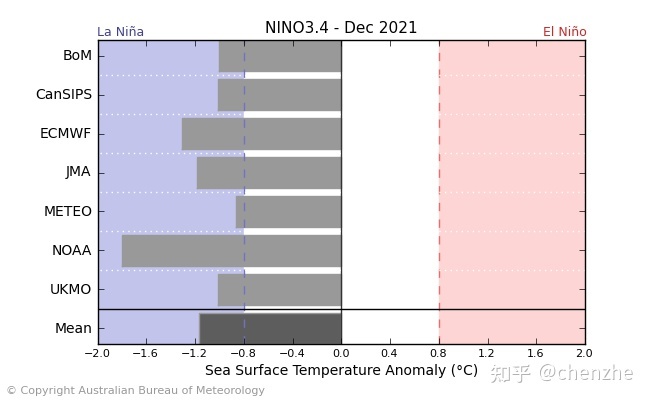 NINO3.4 - Dec 2021
La Niña
El Niño
BoM
CanSIPS
ECMWF
JMA
METEO
NOAA
UKMO
Mean
−2.0 −1.6 −1.2 −0.8 −0.4 0.0 0.4 0.8 1.2 1.6 2.0
Sea Surface Temperature Anomaly (°C)
知乎 @chenzhe
© Copyright Australian Bureau of Meteorology